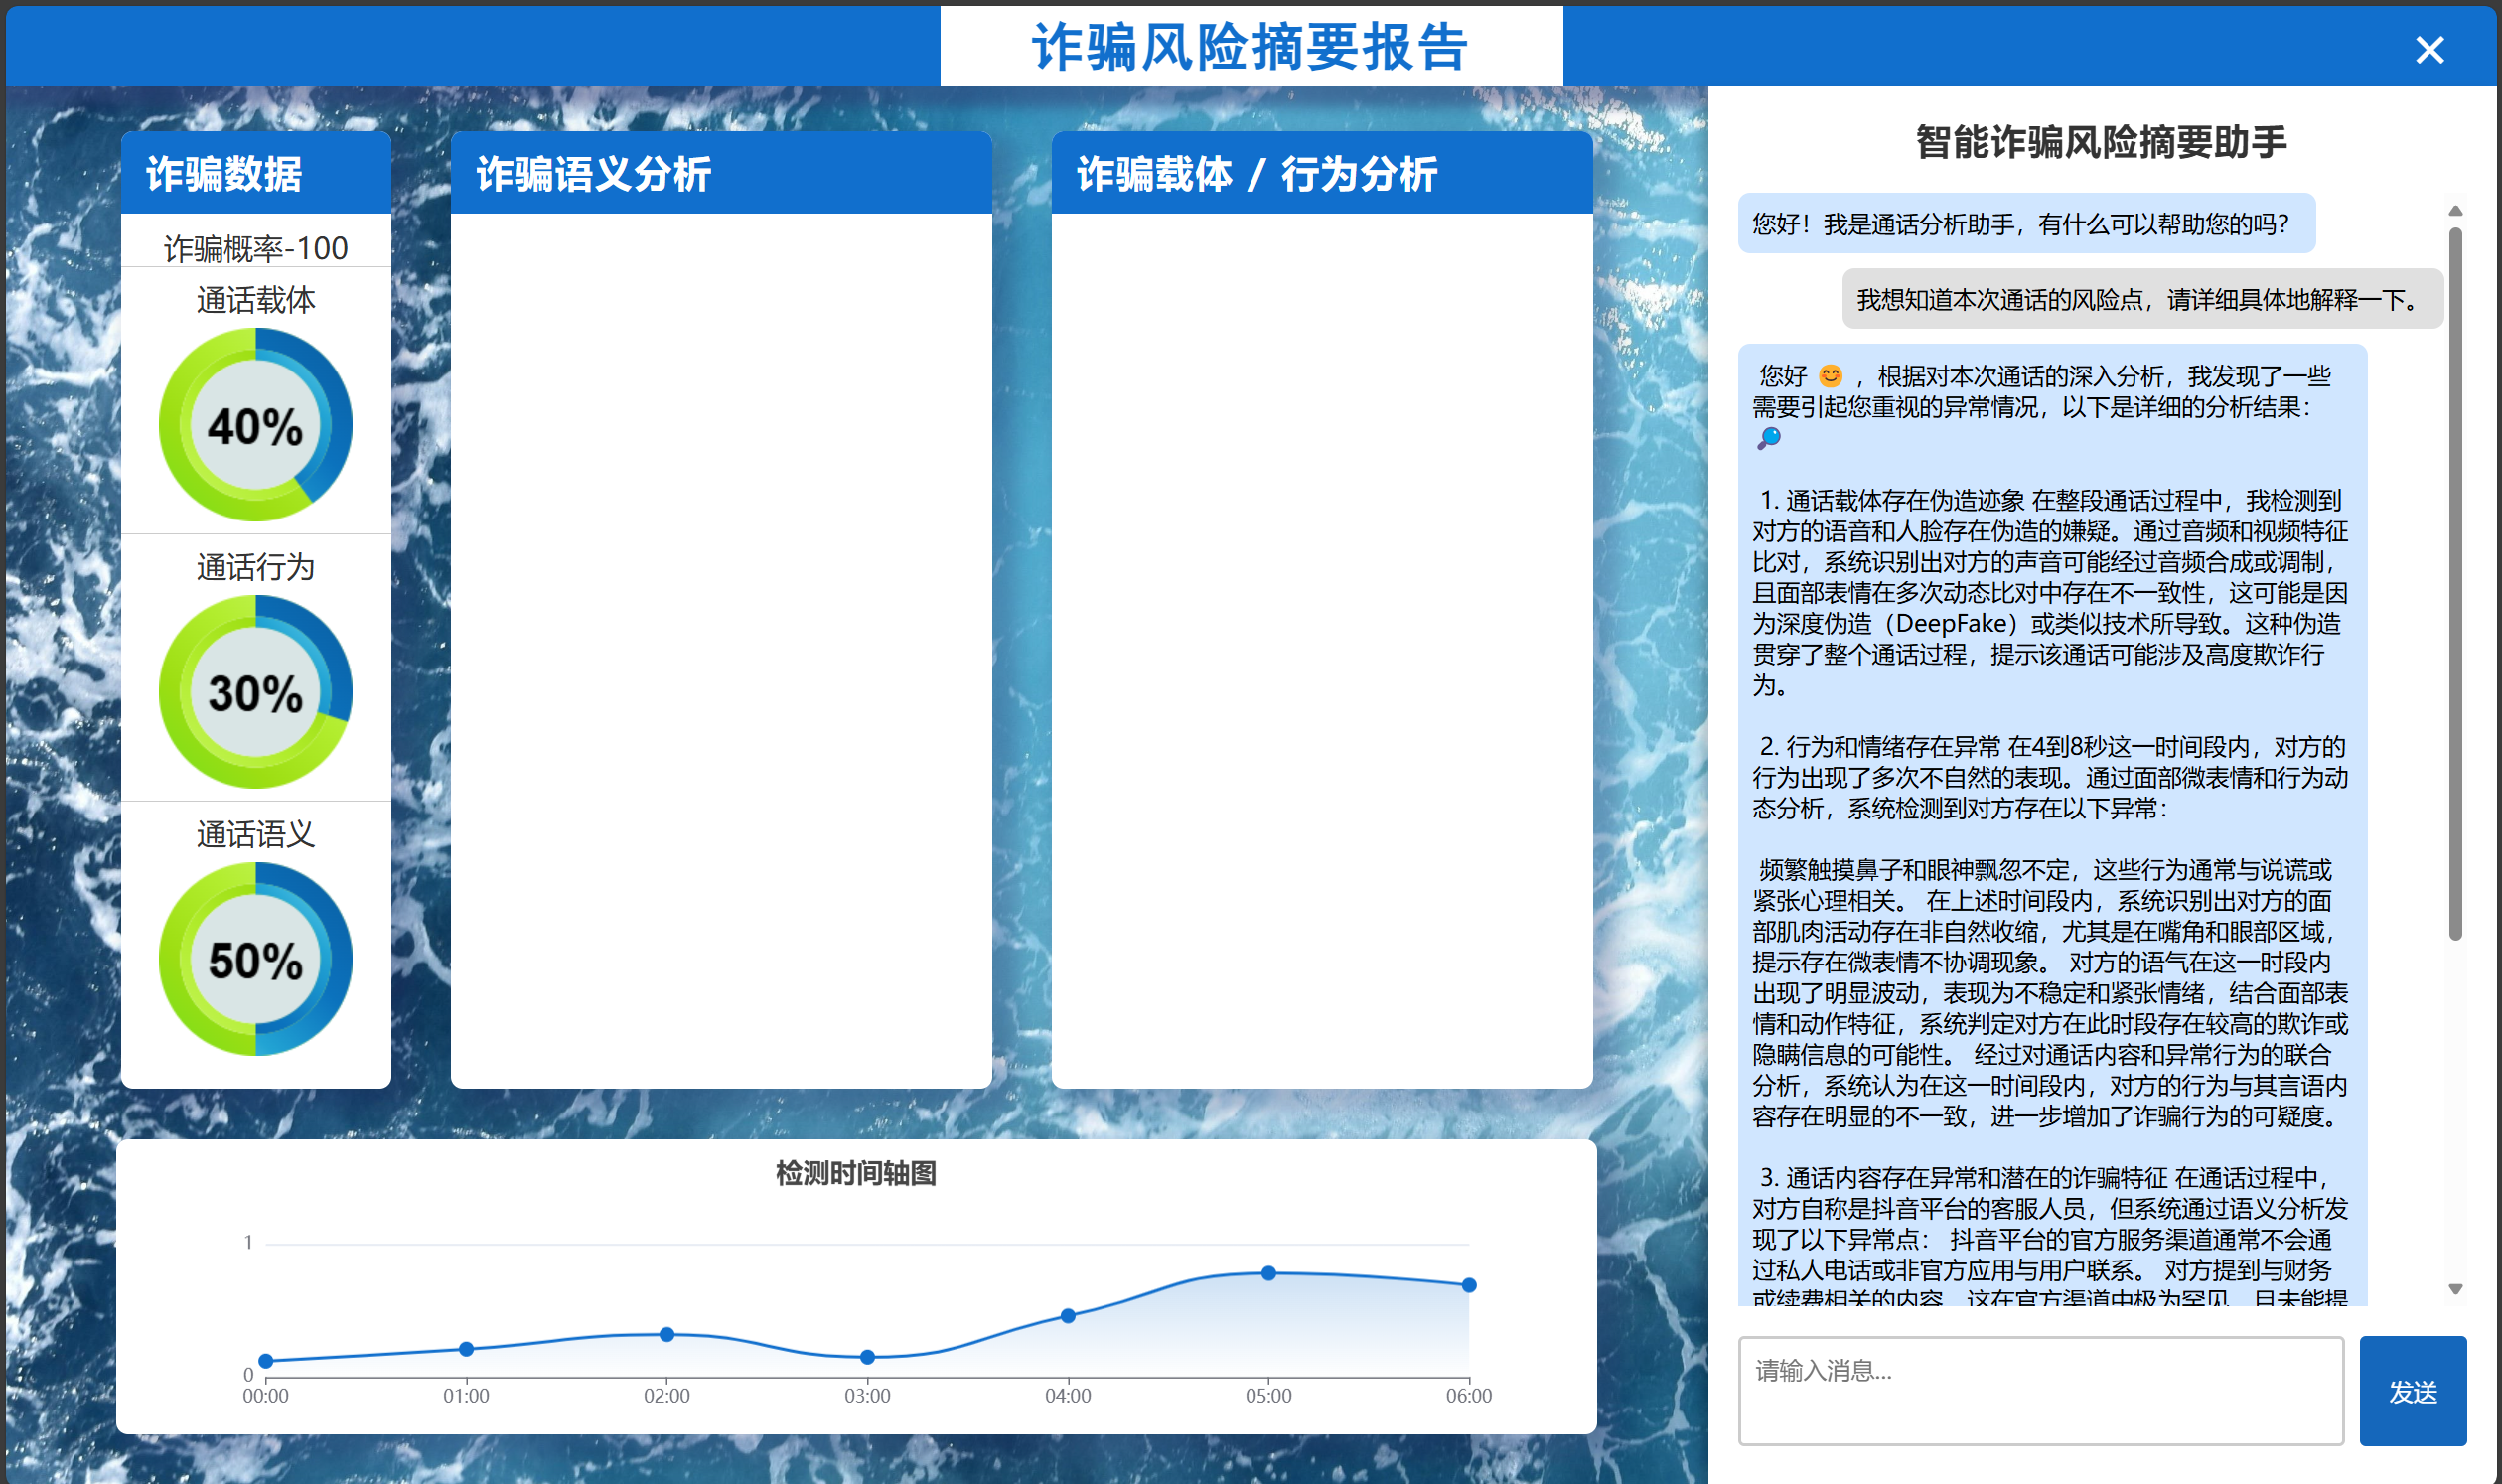 诈骗风险摘要报告
诈骗数据
诈骗概率-100
通话载体
40%
通话行为
30%
通话语义
50%
诈骗语义分析
诈骗载体 / 行为分析
检测时间轴图
1
0
00:00
01:00
02:00
03:00
04:00
05:00
06:00
智能诈骗风险摘要助手
您好！我是通话分析助手，有什么可以帮助您的吗？
我想知道本次通话的风险点，请详细具体地解释一下。
您好 😊 ，根据对本次通话的深入分析，我发现了一些
需要引起您重视的异常情况，以下是详细的分析结果：
🔎
1. 通话载体存在伪造迹象 在整段通话过程中，我检测到
对方的语音和人脸存在伪造的嫌疑。通过音频和视频特征
比对，系统识别出对方的声音可能经过音频合成或调制，
且面部表情在多次动态比对中存在不一致性，这可能是因
为深度伪造（DeepFake）或类似技术所导致。这种伪造
贯穿了整个通话过程，提示该通话可能涉及高度欺诈行
为。
2. 行为和情绪存在异常 在4到8秒这一时间段内，对方的
行为出现了多次不自然的表现。通过面部微表情和行为动
态分析，系统检测到对方存在以下异常：
频繁触摸鼻子和眼神飘忽不定，这些行为通常与说谎或
紧张心理相关。 在上述时间段内，系统识别出对方的面
部肌肉活动存在非自然收缩，尤其是在嘴角和眼部区域，
提示存在微表情不协调现象。 对方的语气在这一时段内
出现了明显波动，表现为不稳定和紧张情绪，结合面部表
情和动作特征，系统判定对方在此时段存在较高的欺诈或
隐瞒信息的可能性。 经过对通话内容和异常行为的联合
分析，系统认为在这一时间段内，对方的行为与其言语内
容存在明显的不一致，进一步增加了诈骗行为的可疑度。
3. 通话内容存在异常和潜在的诈骗特征 在通话过程中，
对方自称是抖音平台的客服人员，但系统通过语义分析发
现了以下异常点： 抖音平台的官方服务渠道通常不会通
过私人电话或非官方应用与用户联系。 对方提到与财务
或续费相关的内容，这在官方渠道中极为罕见，且未能提
请输入消息...
发送